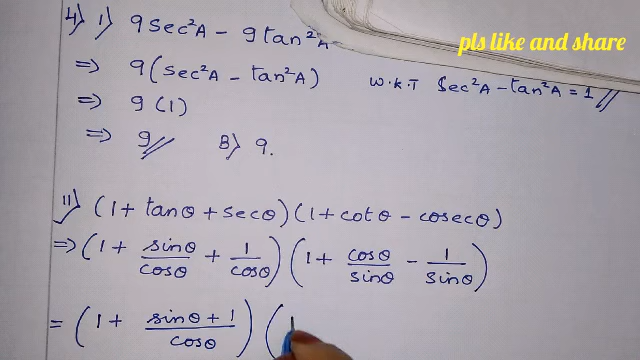 4) i) 9sec²A - 9tan²A
pls like and share
=> 9(sec²A - tan²A) w.k.T sec²A - tan²A = 1 //
=> 9(1)
=> 9 // B) 9.
ii) (1 + tanθ + secθ)(1 + cotθ - cosecθ)
=> (1 + sinθ/cosθ + 1/cosθ)(1 + cosθ/sinθ - 1/sinθ)
= (1 + sinθ+1/cosθ)(1